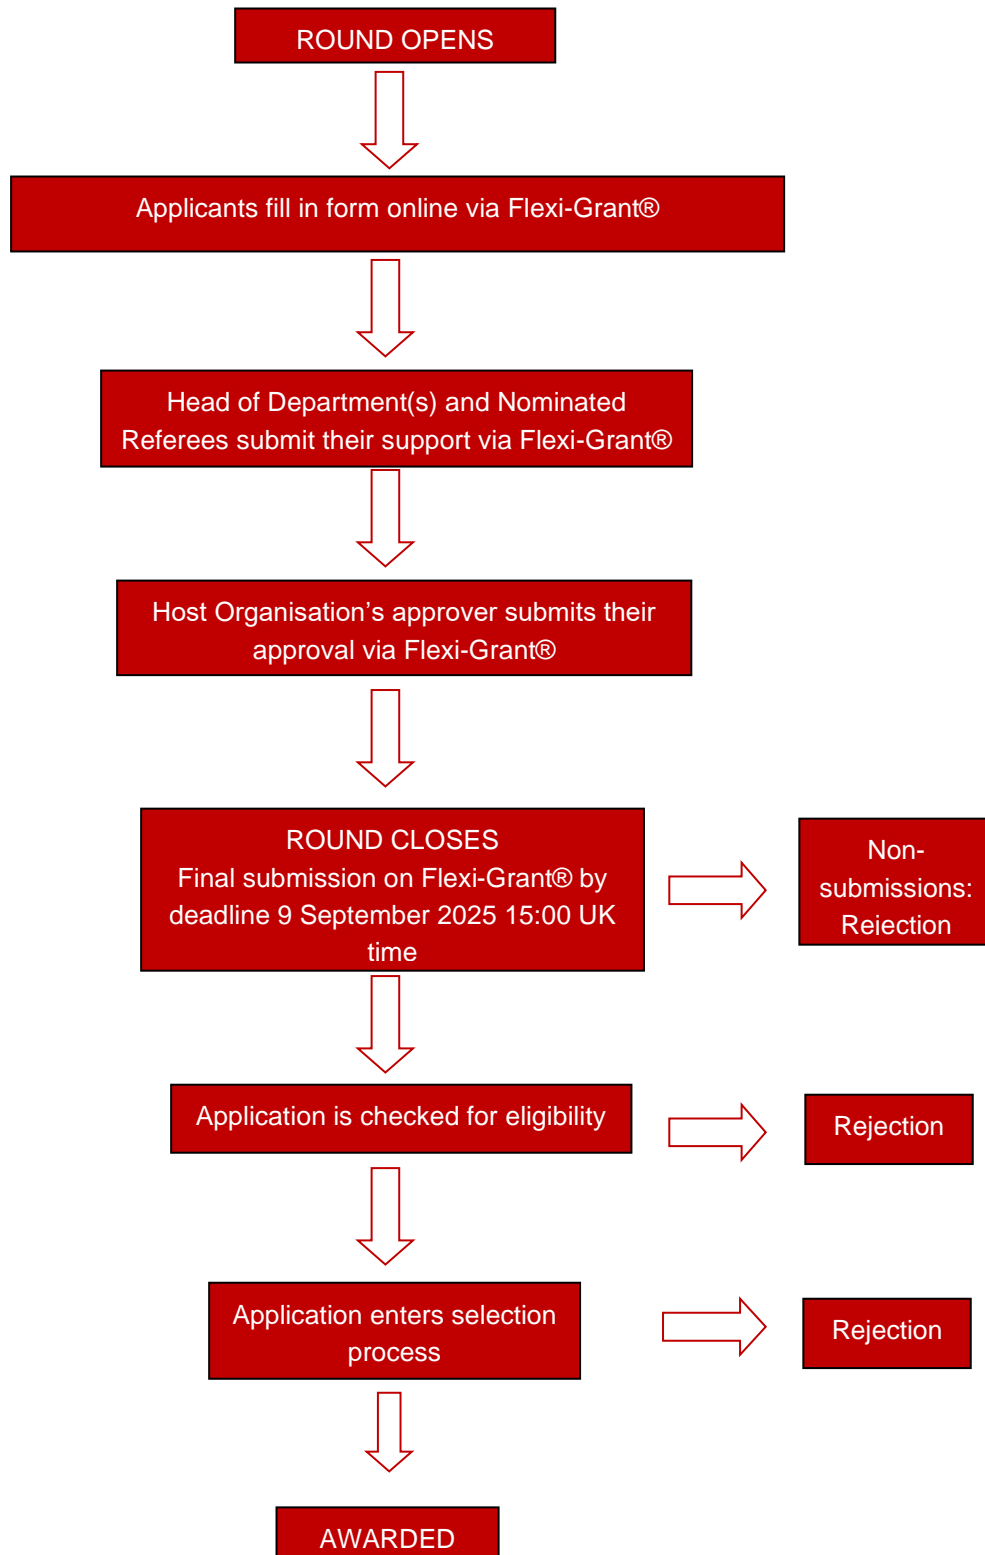 ROUND OPENS
Applicants fill in form online via Flexi-Grant®
Head of Department(s) and Nominated
Referees submit their support via Flexi-Grant®
Host Organisation’s approver submits their
approval via Flexi-Grant®
ROUND CLOSES
Final submission on Flexi-Grant® by
deadline 9 September 2025 15:00 UK
time
Non-
submissions:
Rejection
Application is checked for eligibility
Rejection
Application enters selection
process
Rejection
AWARDED